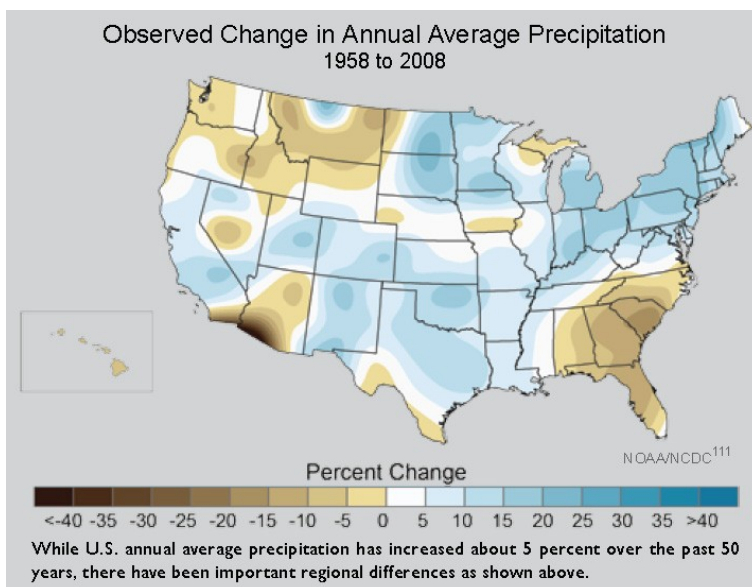 Observed Change in Annual Average Precipitation
1958 to 2008
NOAA/NCDC111
Percent Change
<-40 -35 -30 -25 -20 -15 -10 -5 0 5 10 15 20 25 30 35 >40
While U.S. annual average precipitation has increased about 5 percent over the past 50
years, there have been important regional differences as shown above.